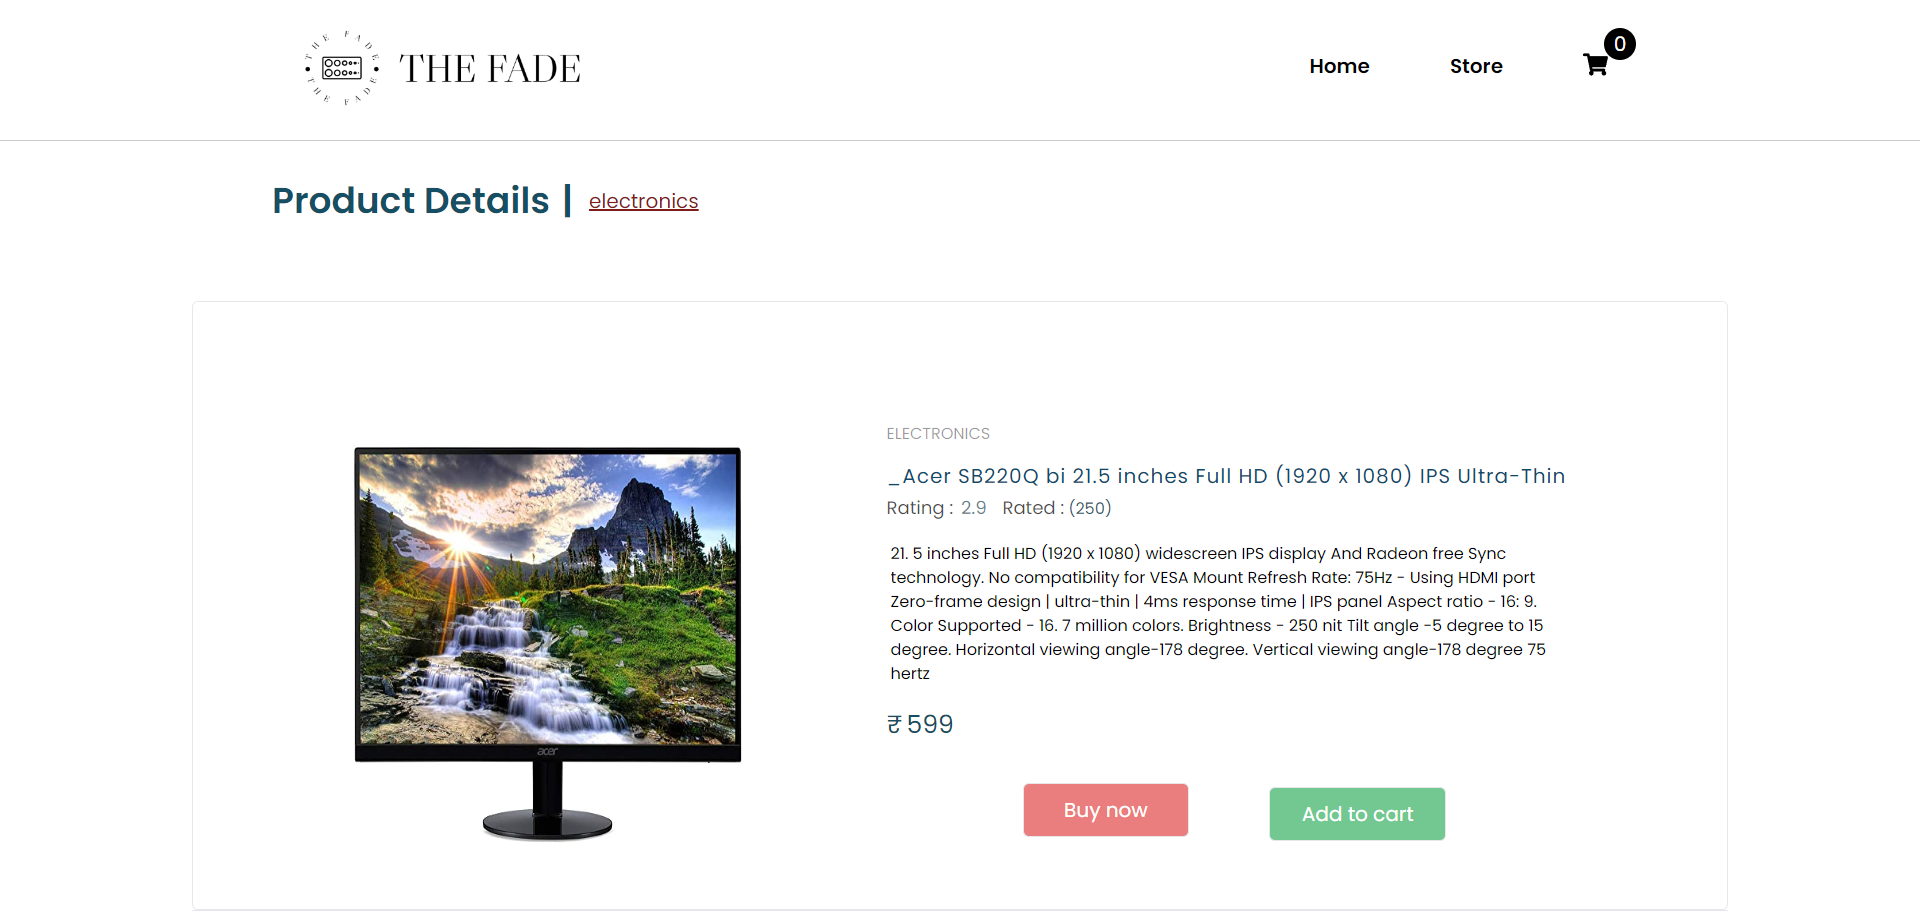 THE FADE
THE FADE
THE FADE
Home
Store
0
Product Details | electronics
ELECTRONICS
_Acer SB220Q bi 21.5 inches Full HD (1920 x 1080) IPS Ultra-Thin
Rating : 2.9 Rated : (250)
21. 5 inches Full HD (1920 x 1080) widescreen IPS display And Radeon free Sync
technology. No compatibility for VESA Mount Refresh Rate: 75Hz - Using HDMI port
Zero-frame design | ultra-thin | 4ms response time | IPS panel Aspect ratio - 16: 9.
Color Supported - 16. 7 million colors. Brightness - 250 nit Tilt angle -5 degree to 15
degree. Horizontal viewing angle-178 degree. Vertical viewing angle-178 degree 75
hertz
₹ 599
acer
Buy now
Add to cart